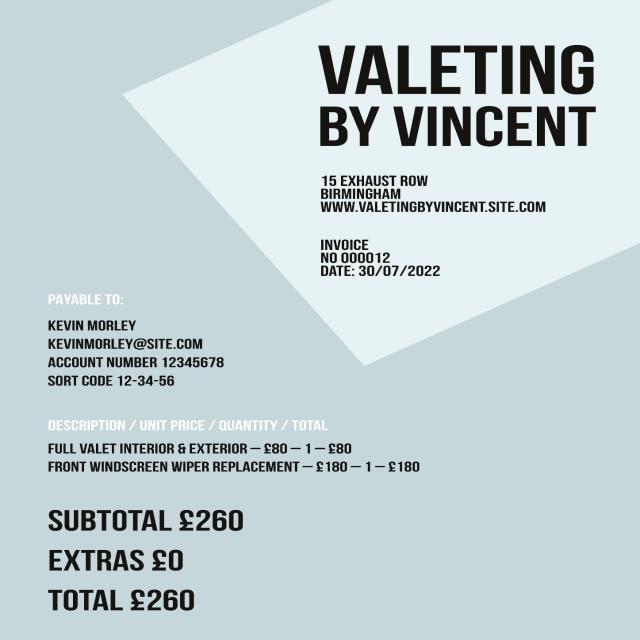 VALETING
BY VINCENT
15 EXHAUST ROW
BIRMINGHAM
WWW.VALETINGBYVINCENT.SITE.COM
INVOICE
NO 000012
DATE: 30/07/2022
PAYABLE TO:
KEVIN MORLEY
KEVINMORLEY@SITE.COM
ACCOUNT NUMBER 12345678
SORT CODE 12-34-56
DESCRIPTION / UNIT PRICE / QUANTITY / TOTAL
FULL VALET INTERIOR & EXTERIOR — £80 — 1 — £80
FRONT WINDSCREEN WIPER REPLACEMENT — £180 — 1 — £180
SUBTOTAL £260
EXTRAS £0
TOTAL £260